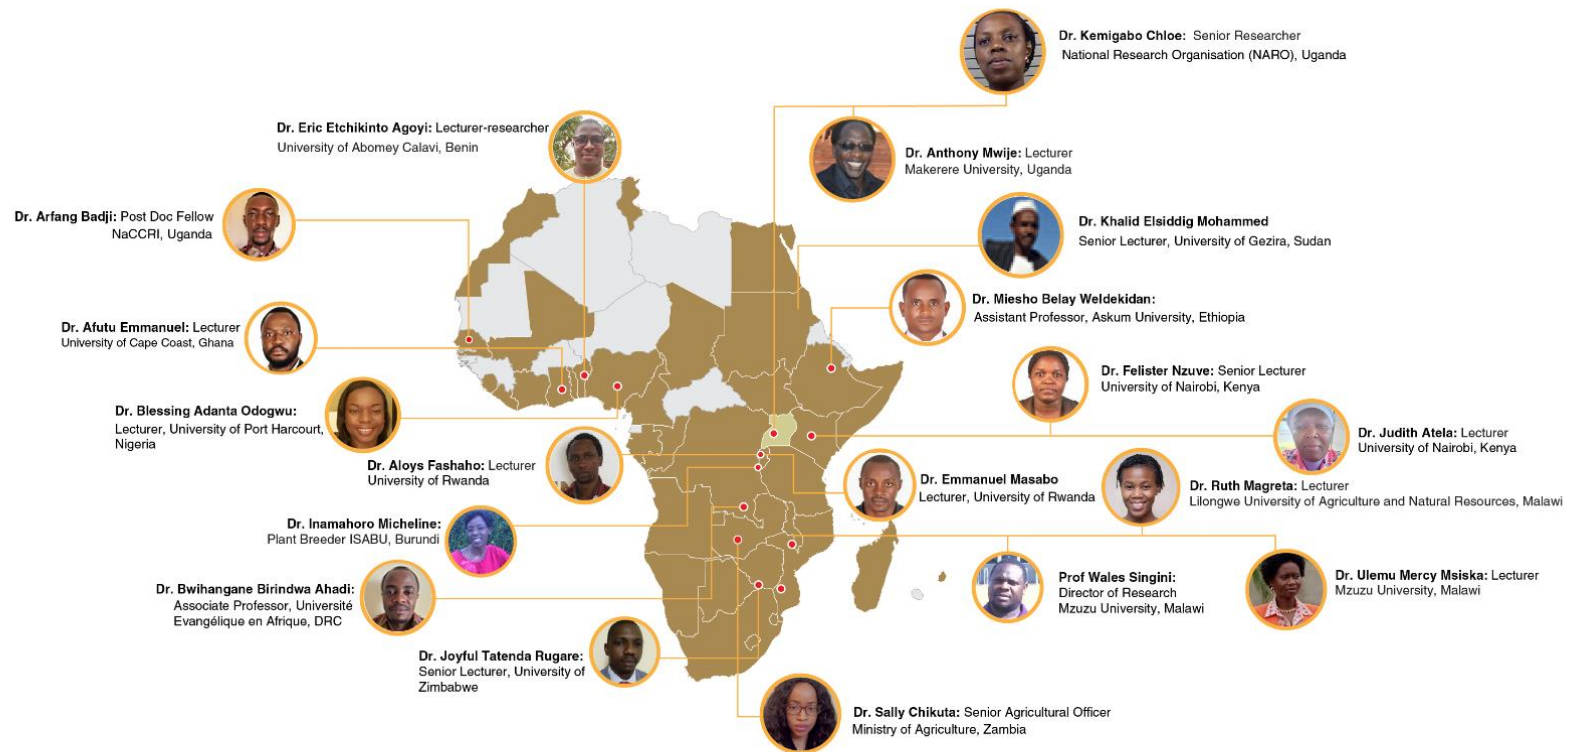 Dr. Kemigabo Chloe: Senior Researcher
National Research Organisation (NARO), Uganda
Dr. Eric Etchikinto Agoyi: Lecturer-researcher
University of Abomey Calavi, Benin
Dr. Anthony Mwije: Lecturer
Makerere University, Uganda
Dr. Arfang Badji: Post Doc Fellow
NaCCRI, Uganda
Dr. Khalid Elsiddig Mohammed
Senior Lecturer, University of Gezira, Sudan
Dr. Miesho Belay Weldekidan:
Assistant Professor, Askum University, Ethiopia
Dr. Afutu Emmanuel: Lecturer
University of Cape Coast, Ghana
Dr. Felister Nzuve: Senior Lecturer
University of Nairobi, Kenya
Dr. Blessing Adanta Odogwu:
Lecturer, University of Port Harcourt,
Nigeria
Dr. Judith Atela: Lecturer
University of Nairobi, Kenya
Dr. Aloys Fashaho: Lecturer
University of Rwanda
Dr. Emmanuel Masabo
Lecturer, University of Rwanda
Dr. Ruth Magreta: Lecturer
Lilongwe University of Agriculture and Natural Resources, Malawi
Dr. Inamahoro Micheline:
Plant Breeder ISABU, Burundi
Dr. Bwihangane Birindwa Ahadi:
Associate Professor, Université
Evangélique en Afrique, DRC
Prof Wales Singini:
Director of Research
Mzuzu University, Malawi
Dr. Ulemu Mercy Msiska: Lecturer
Mzuzu University, Malawi
Dr. Joyful Tatenda Rugare:
Senior Lecturer, University of
Zimbabwe
Dr. Sally Chikuta: Senior Agricultural Officer
Ministry of Agriculture, Zambia